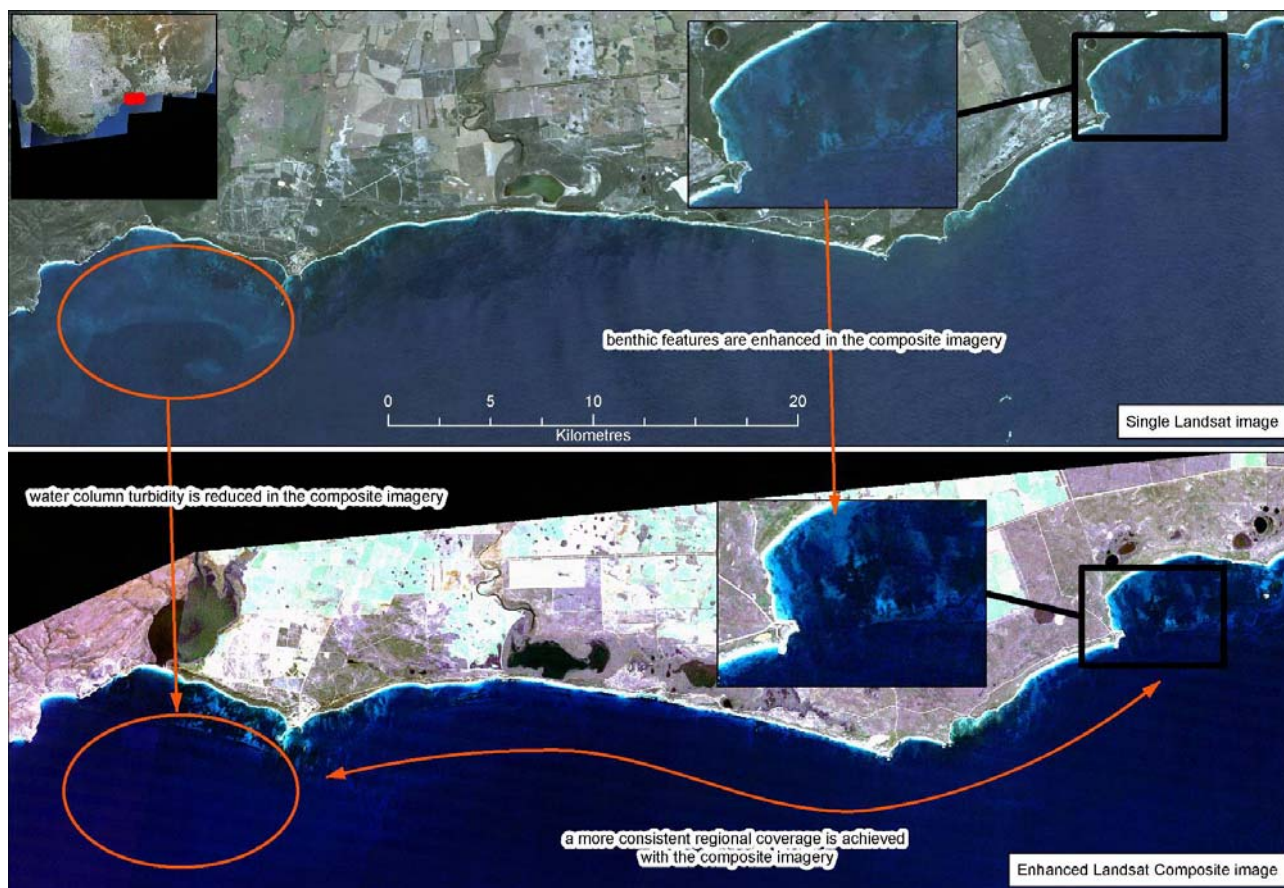 benthic features are enhanced in the composite imagery
0 5 10 20
Kilometres
Single Landsat image
water column turbidity is reduced in the composite imagery
a more consistent regional coverage is achieved
with the composite imagery
Enhanced Landsat Composite image